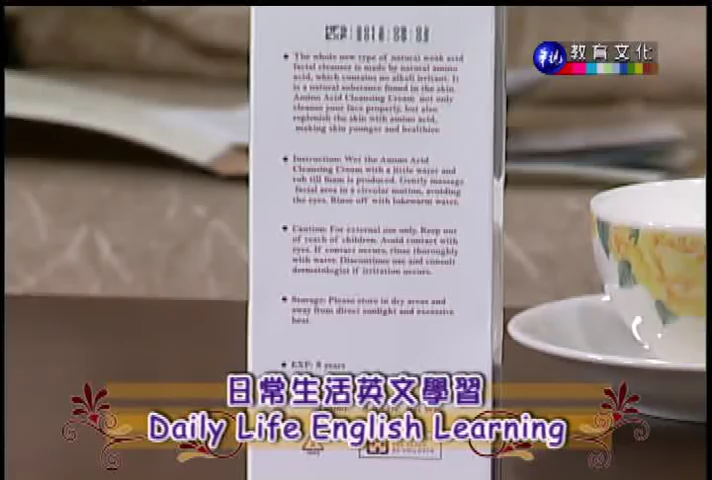 華視 教育文化
The whole new type of natural weak acid
facial cleanser is made by natural amino
acid, which contains no alkali irritant. It
is a natural substance found in the skin.
Amino Acid Cleansing Cream not only
cleanse your face properly, but also
replenish the skin with amino acid,
making skin younger and healthier.
Instruction: Wet the Amino Acid
Cleansing Cream with a little water and
rub till foam is produced. Gently massage
facial area in a circular motion, avoiding
the eyes. Rinse off with lukewarm water.
Caution: For external use only. Keep out
of reach of children. Avoid contact with
eyes. If contact occurs, rinse thoroughly
with water. Discontinue use and consult
dermatologist if irritation occurs.
Storage: Please store in dry areas and
away from direct sunlight and excessive
heat.
EXP: 3 years
日常生活英文學習
Daily Life English Learning